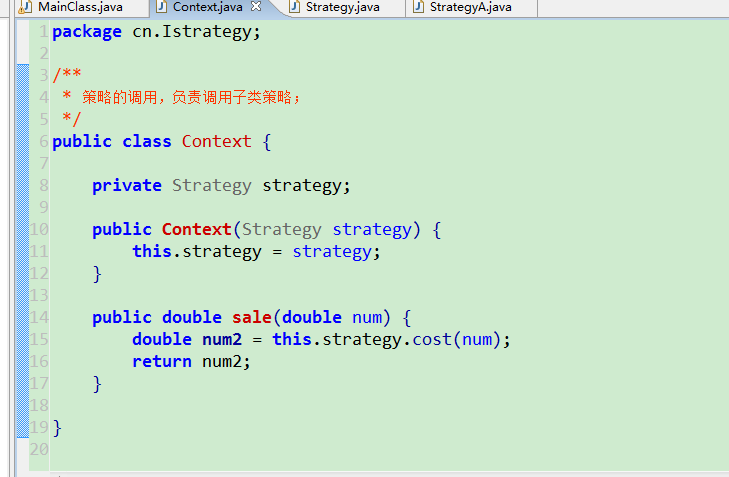 MainClass.java Context.java Strategy.java StrategyA.java
1 package cn.Istrategy;
2
3 /**
4  * 策略的调用，负责调用子类策略；
5  */
6 public class Context {
7
8     private Strategy strategy;
9
10     public Context(Strategy strategy) {
11         this.strategy = strategy;
12     }
13
14     public double sale(double num) {
15         double num2 = this.strategy.cost(num);
16         return num2;
17     }
18
19 }
20